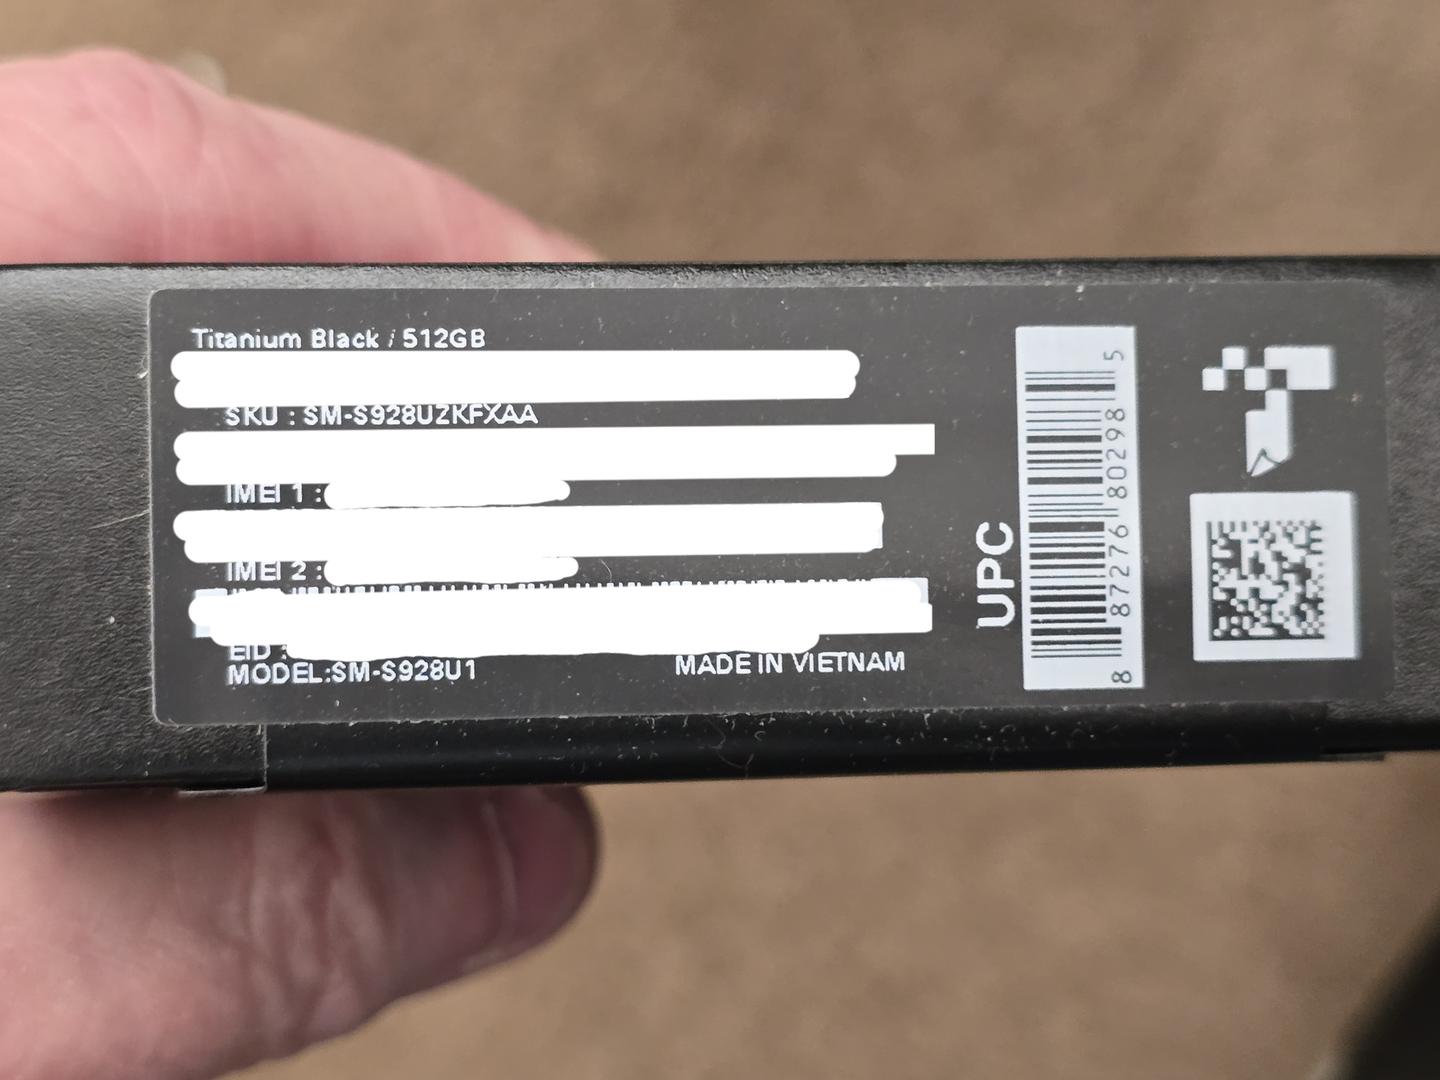 Titanium Black / 512GB
SKU : SM-S928UZKFXAA
IMEI 1 :
IMEI 2 :
EID :
MODEL:SM-S928U1
MADE IN VIETNAM
UPC
8 87276 80298 5